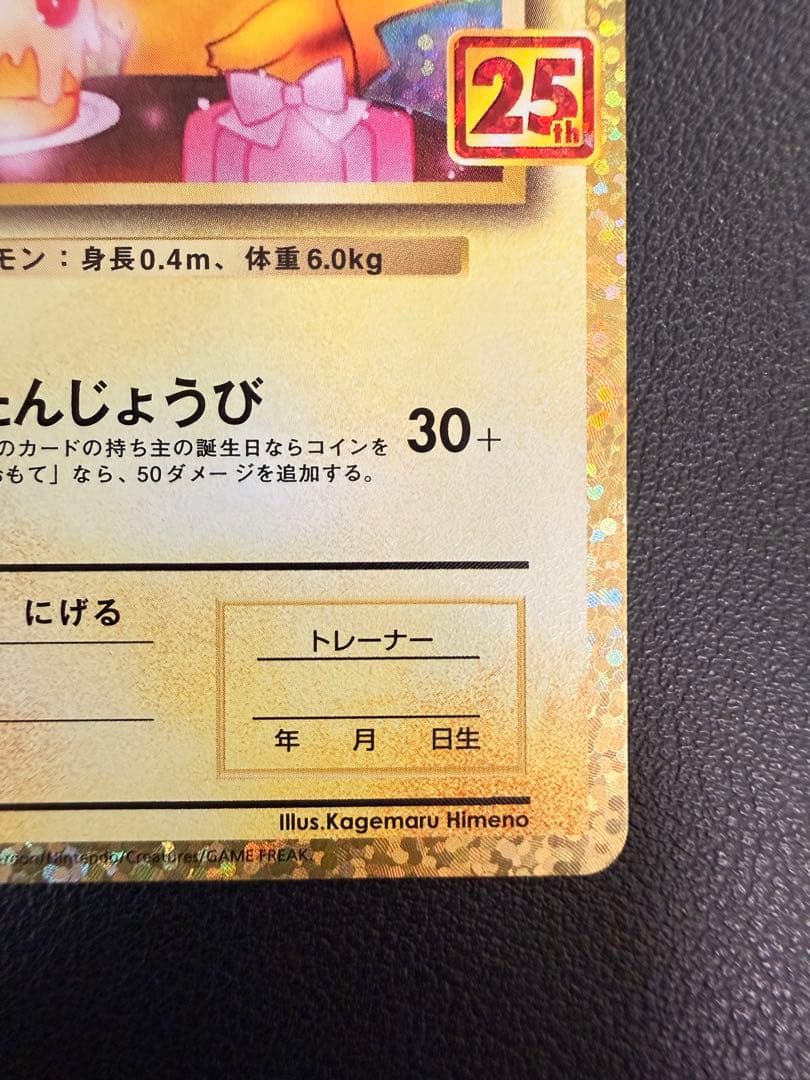 25th
モン：身長0.4m、体重6.0kg
たんじょうび
30+
のカードの持ち主の誕生日ならコインを
おもて」なら、50ダメージを追加する。
にげる
トレーナー
年 月 日生
Illus.Kagemaru Himeno
/Nintendo/Creatures/GAME FREAK.